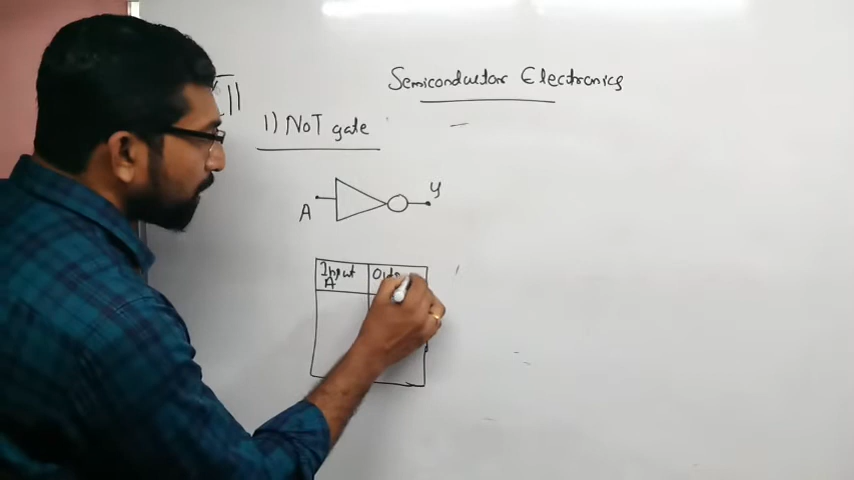 Semiconductor Electronics
1) NOT gate
A
y
Input
A